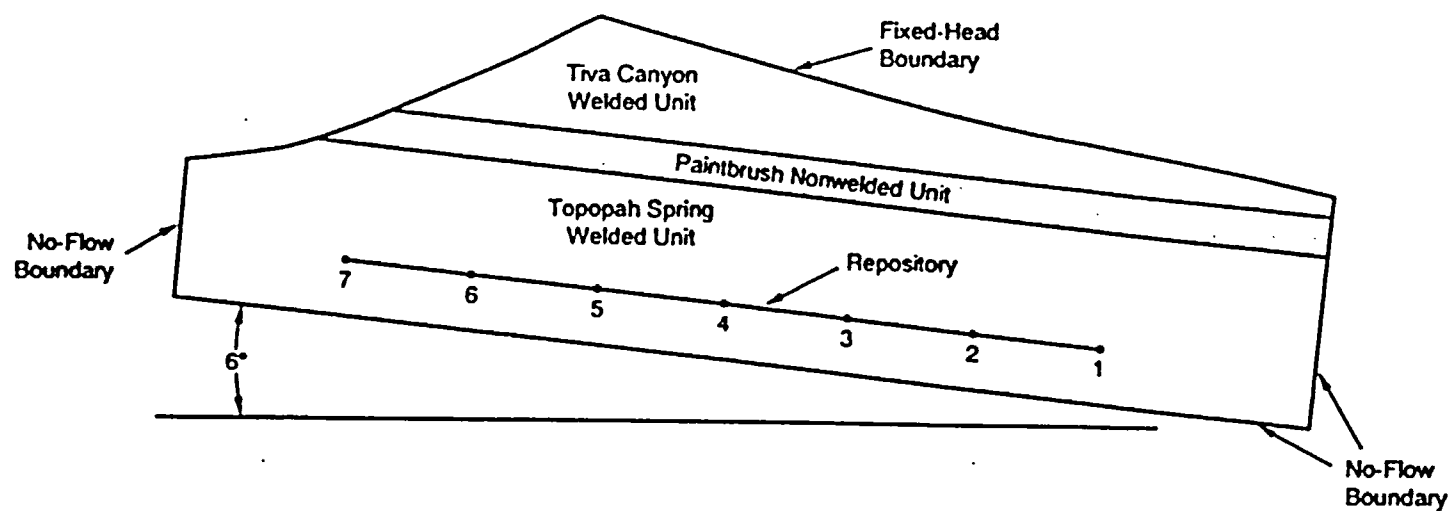 Fixed-Head
Boundary
Tiva Canyon
Welded Unit
Paintbrush Nonwelded Unit
Topopah Spring
Welded Unit
No-Flow
Boundary
Repository
7
6
5
4
3
2
1
6°
No-Flow
Boundary